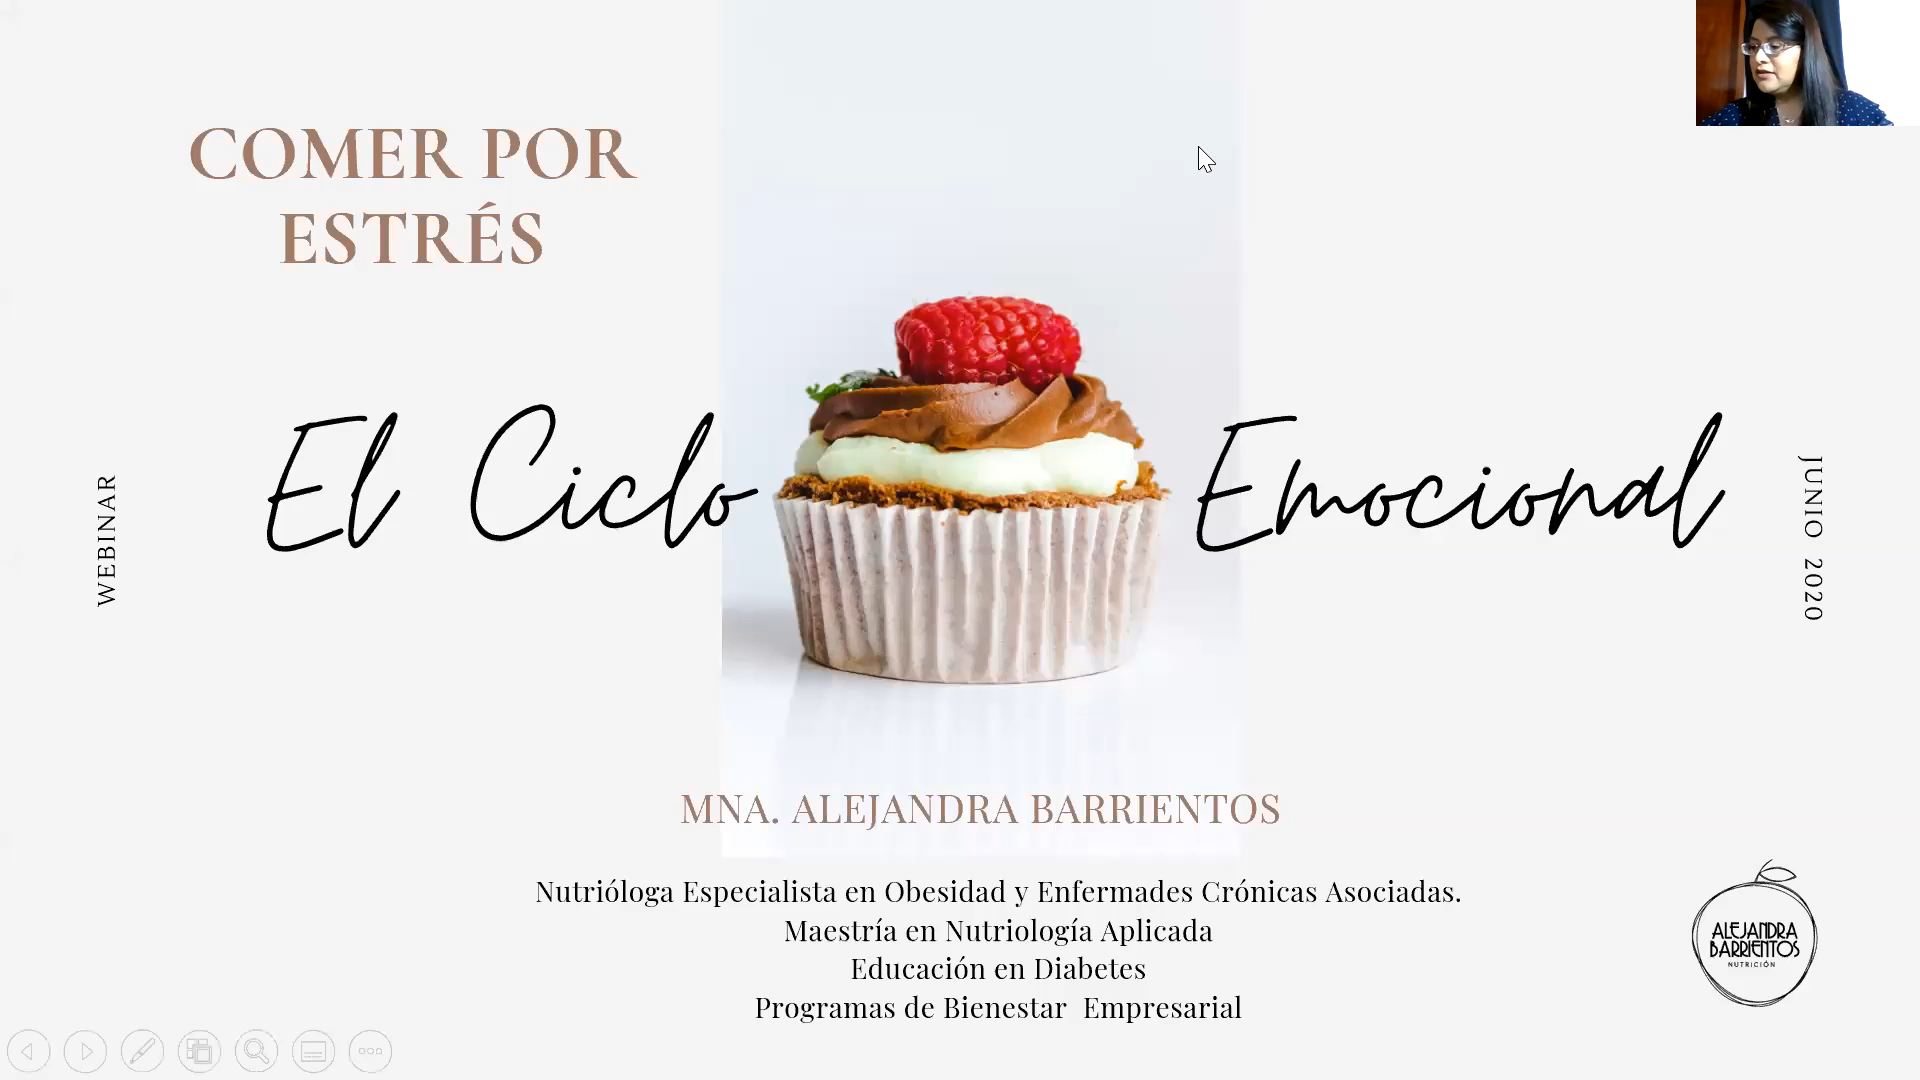 COMER POR
ESTRÉS
El Ciclo Emocional
WEBINAR
JUNIO 2020
MNA. ALEJANDRA BARRIENTOS
Nutrióloga Especialista en Obesidad y Enfermades Crónicas Asociadas.
Maestría en Nutriología Aplicada
Educación en Diabetes
Programas de Bienestar  Empresarial
ALEJANDRA
BARRIENTOS
NUTRICIÓN